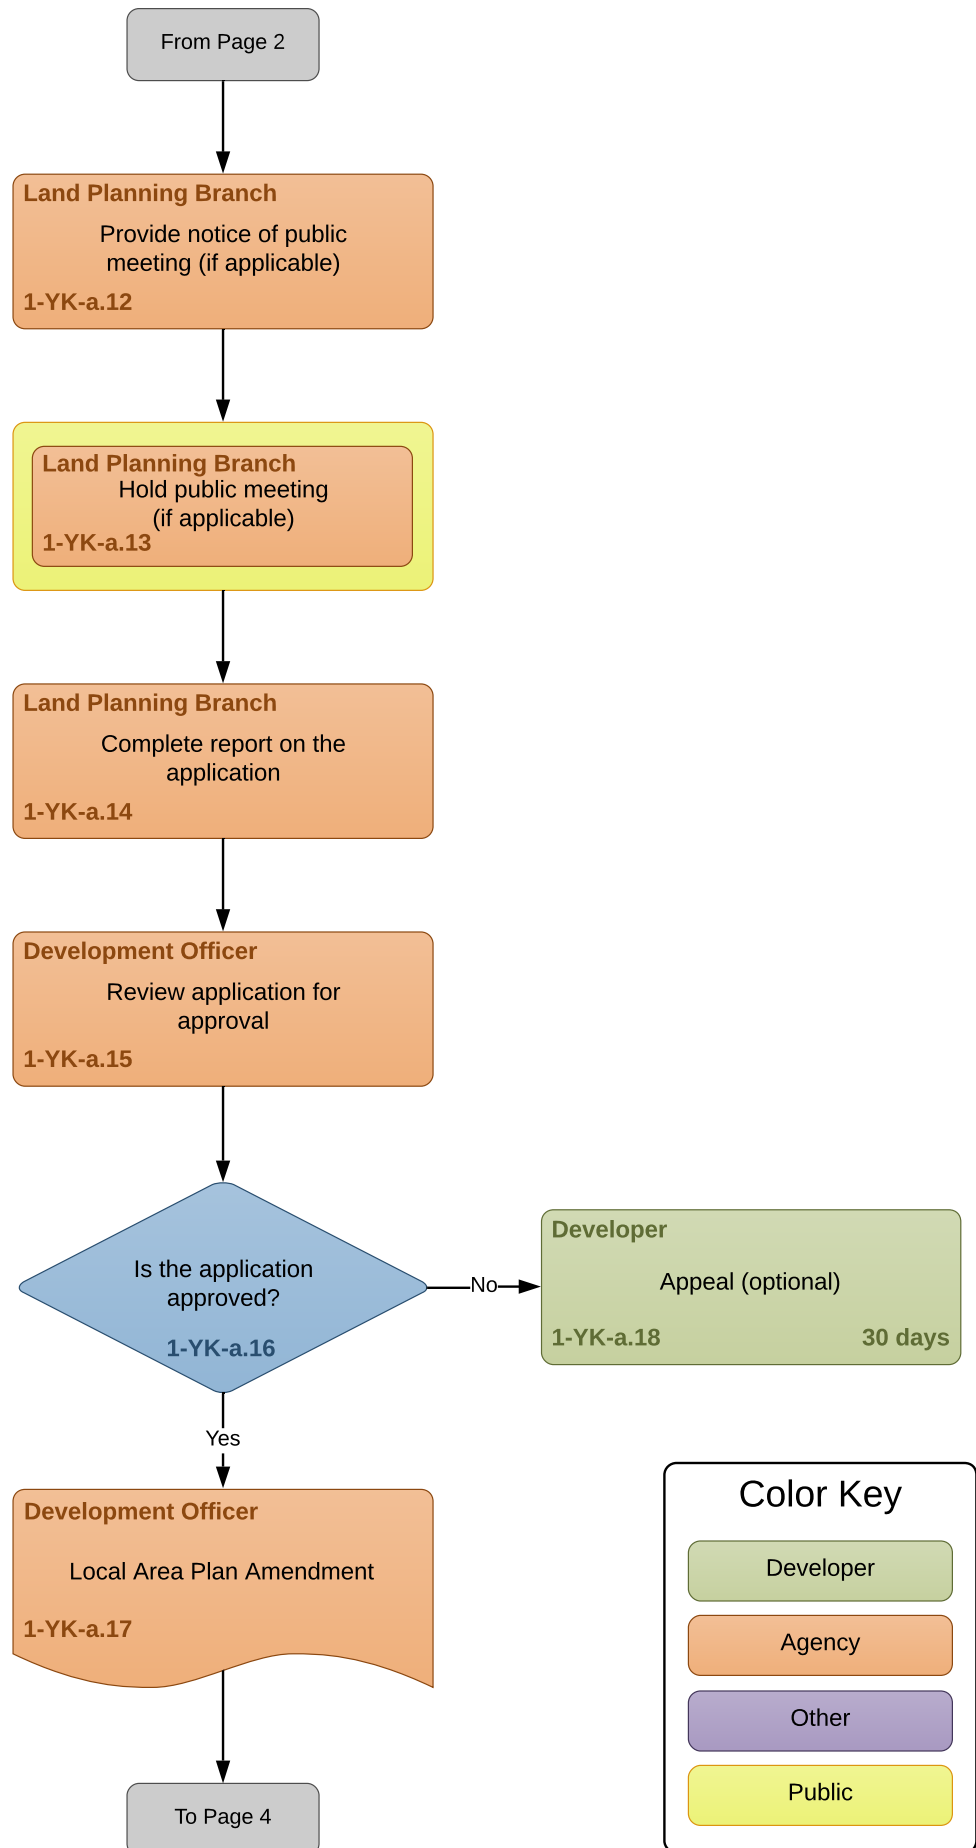 From Page 2
Land Planning Branch
Provide notice of public
meeting (if applicable)
1-YK-a.12
Land Planning Branch
Hold public meeting
(if applicable)
1-YK-a.13
Land Planning Branch
Complete report on the
application
1-YK-a.14
Development Officer
Review application for
approval
1-YK-a.15
Is the application
approved?
1-YK-a.16
No
Developer
Appeal (optional)
1-YK-a.18 30 days
Yes
Development Officer
Local Area Plan Amendment
1-YK-a.17
To Page 4
Color Key
Developer
Agency
Other
Public